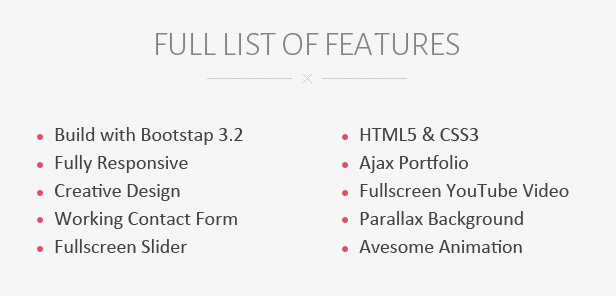 FULL LIST OF FEATURES
Build with Bootstap 3.2
Fully Responsive
Creative Design
Working Contact Form
Fullscreen Slider
HTML5 & CSS3
Ajax Portfolio
Fullscreen YouTube Video
Parallax Background
Avesome Animation